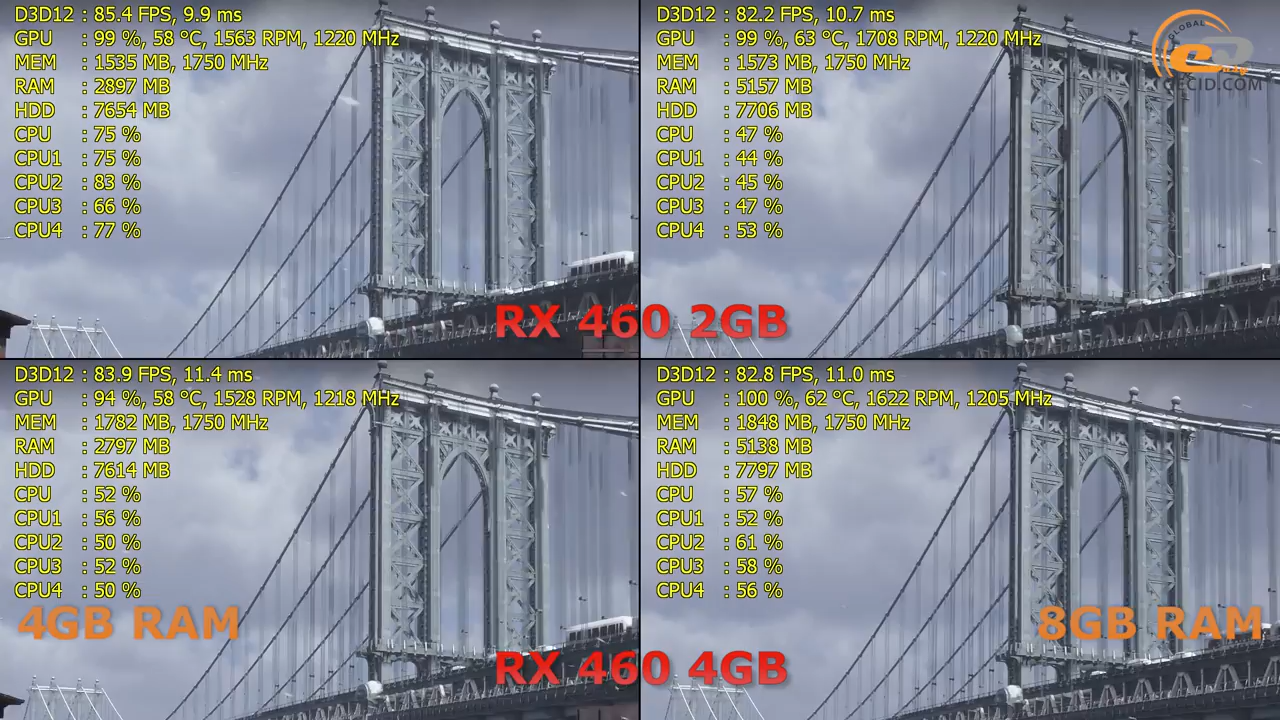 D3D12 : 85.4 FPS, 9.9 ms
GPU : 99 %, 58 °C, 1563 RPM, 1220 MHz
MEM : 1535 MB, 1750 MHz
RAM : 2897 MB
HDD : 7654 MB
CPU : 75 %
CPU1 : 75 %
CPU2 : 83 %
CPU3 : 66 %
CPU4 : 77 %
D3D12 : 82.2 FPS, 10.7 ms
GPU : 99 %, 63 °C, 1708 RPM, 1220 MHz
MEM : 1573 MB, 1750 MHz
RAM : 5157 MB
HDD : 7706 MB
CPU : 47 %
CPU1 : 44 %
CPU2 : 45 %
CPU3 : 47 %
CPU4 : 53 %
GLOBAL
easy
GECID.COM
RX 460 2GB
D3D12 : 83.9 FPS, 11.4 ms
GPU : 94 %, 58 °C, 1528 RPM, 1218 MHz
MEM : 1782 MB, 1750 MHz
RAM : 2797 MB
HDD : 7614 MB
CPU : 52 %
CPU1 : 56 %
CPU2 : 50 %
CPU3 : 52 %
CPU4 : 50 %
4GB RAM
D3D12 : 82.8 FPS, 11.0 ms
GPU : 100 %, 62 °C, 1622 RPM, 1205 MHz
MEM : 1848 MB, 1750 MHz
RAM : 5138 MB
HDD : 7797 MB
CPU : 57 %
CPU1 : 52 %
CPU2 : 61 %
CPU3 : 58 %
CPU4 : 56 %
8GB RAM
RX 460 4GB